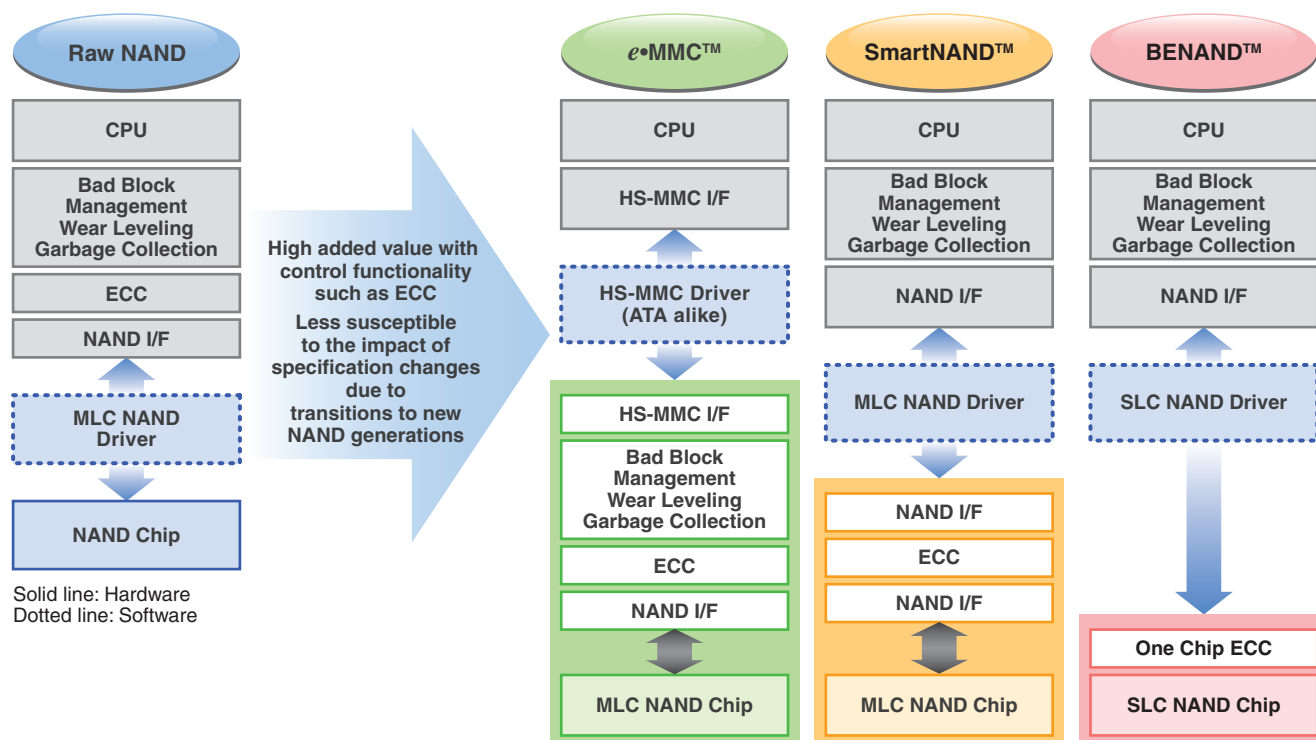 Raw NAND
CPU
Bad Block
Management
Wear Leveling
Garbage Collection
ECC
NAND I/F
MLC NAND
Driver
NAND Chip
Solid line: Hardware
Dotted line: Software
High added value with
control functionality
such as ECC
Less susceptible
to the impact of
specification changes
due to
transitions to new
NAND generations
e•MMC™
CPU
HS-MMC I/F
HS-MMC Driver
(ATA alike)
HS-MMC I/F
Bad Block
Management
Wear Leveling
Garbage Collection
ECC
NAND I/F
MLC NAND Chip
SmartNAND™
CPU
Bad Block
Management
Wear Leveling
Garbage Collection
NAND I/F
MLC NAND Driver
NAND I/F
ECC
NAND I/F
MLC NAND Chip
BENAND™
CPU
Bad Block
Management
Wear Leveling
Garbage Collection
NAND I/F
SLC NAND Driver
One Chip ECC
SLC NAND Chip